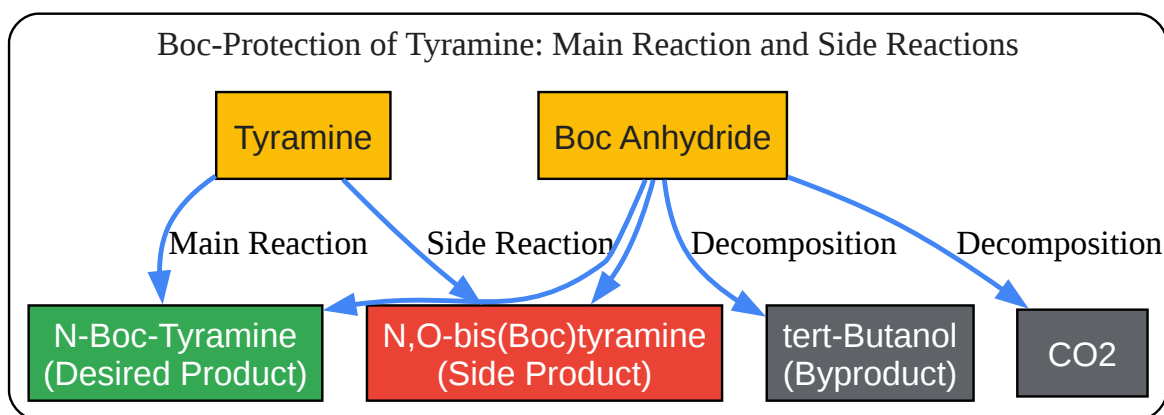 Boc-Protection of Tyramine: Main Reaction and Side Reactions
Tyramine
Boc Anhydride
Main Reaction
Side Reaction
Decomposition
Decomposition
N-Boc-Tyramine
(Desired Product)
N,O-bis(Boc)tyramine
(Side Product)
tert-Butanol
(Byproduct)
CO2